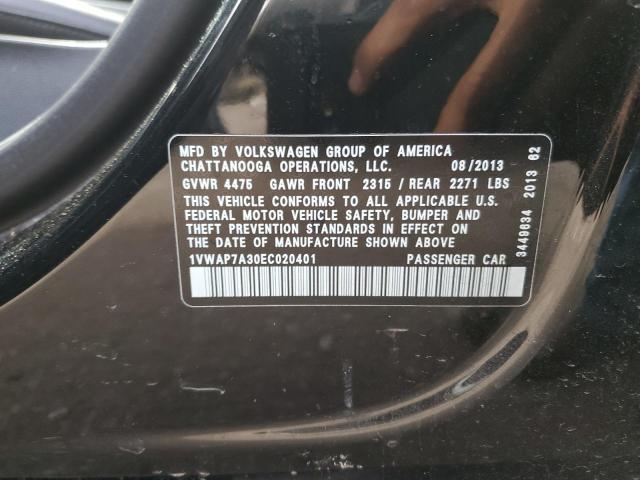 MFD BY VOLKSWAGEN GROUP OF AMERICA
CHATTANOOGA OPERATIONS, LLC. 08/2013
GVWR 4475 GAWR FRONT 2315 / REAR 2271 LBS
THIS VEHICLE CONFORMS TO ALL APPLICABLE U.S.
FEDERAL MOTOR VEHICLE SAFETY, BUMPER AND
THEFT PREVENTION STANDARDS IN EFFECT ON
THE DATE OF MANUFACTURE SHOWN ABOVE
1VWAP7A30EC020401 PASSENGER CAR
3449634 2013 62